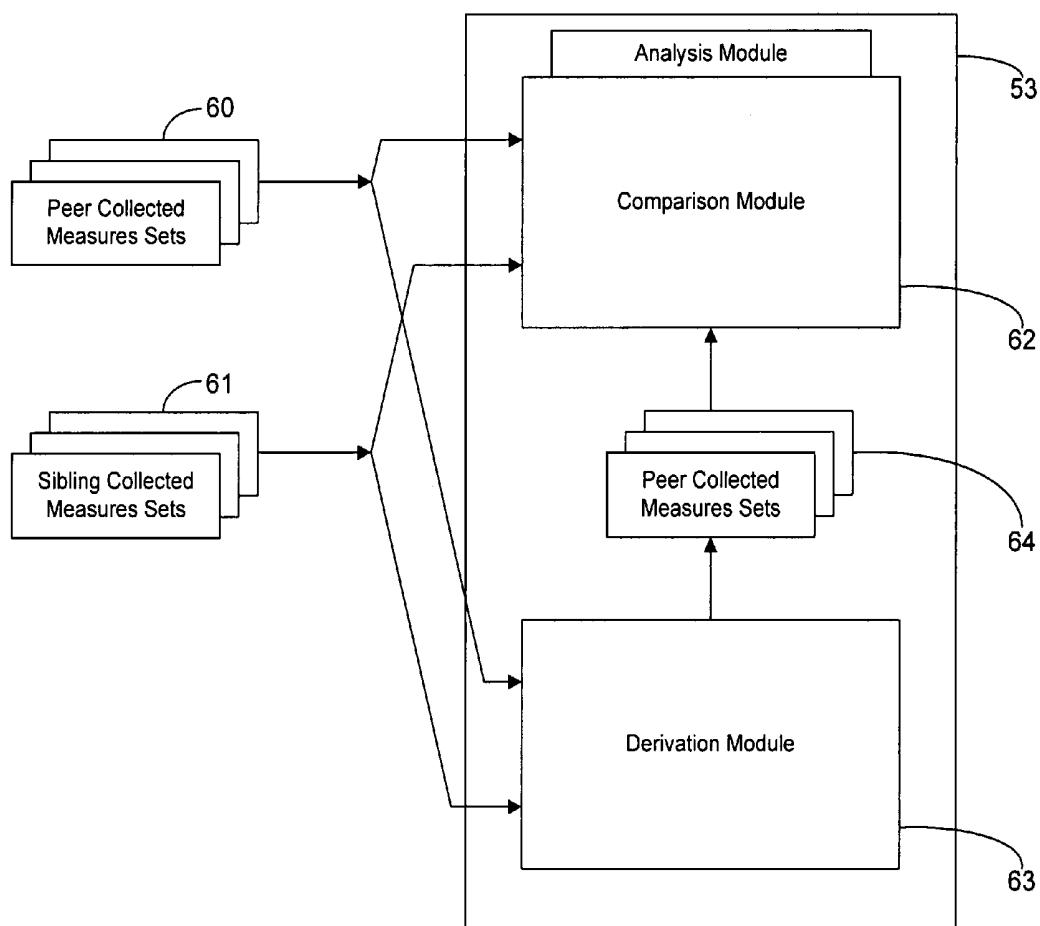 Analysis Module
53
60
Peer Collected
Measures Sets
Comparison Module
62
61
Sibling Collected
Measures Sets
Peer Collected
Measures Sets
64
Derivation Module
63